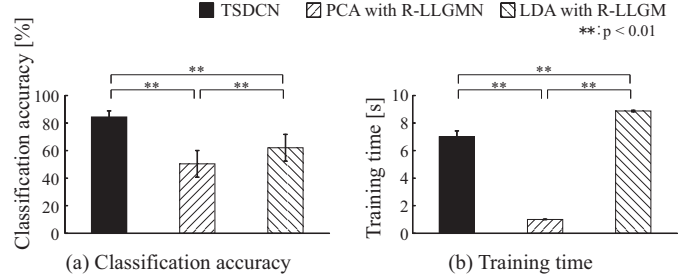 TSDCN PCA with R-LLGMN LDA with R-LLGM
**: p < 0.01
Classification accuracy [%]
100
80
60
40
20
0
**
** **
(a) Classification accuracy
Training time [s]
10
8
6
4
2
0
**
** **
(b) Training time